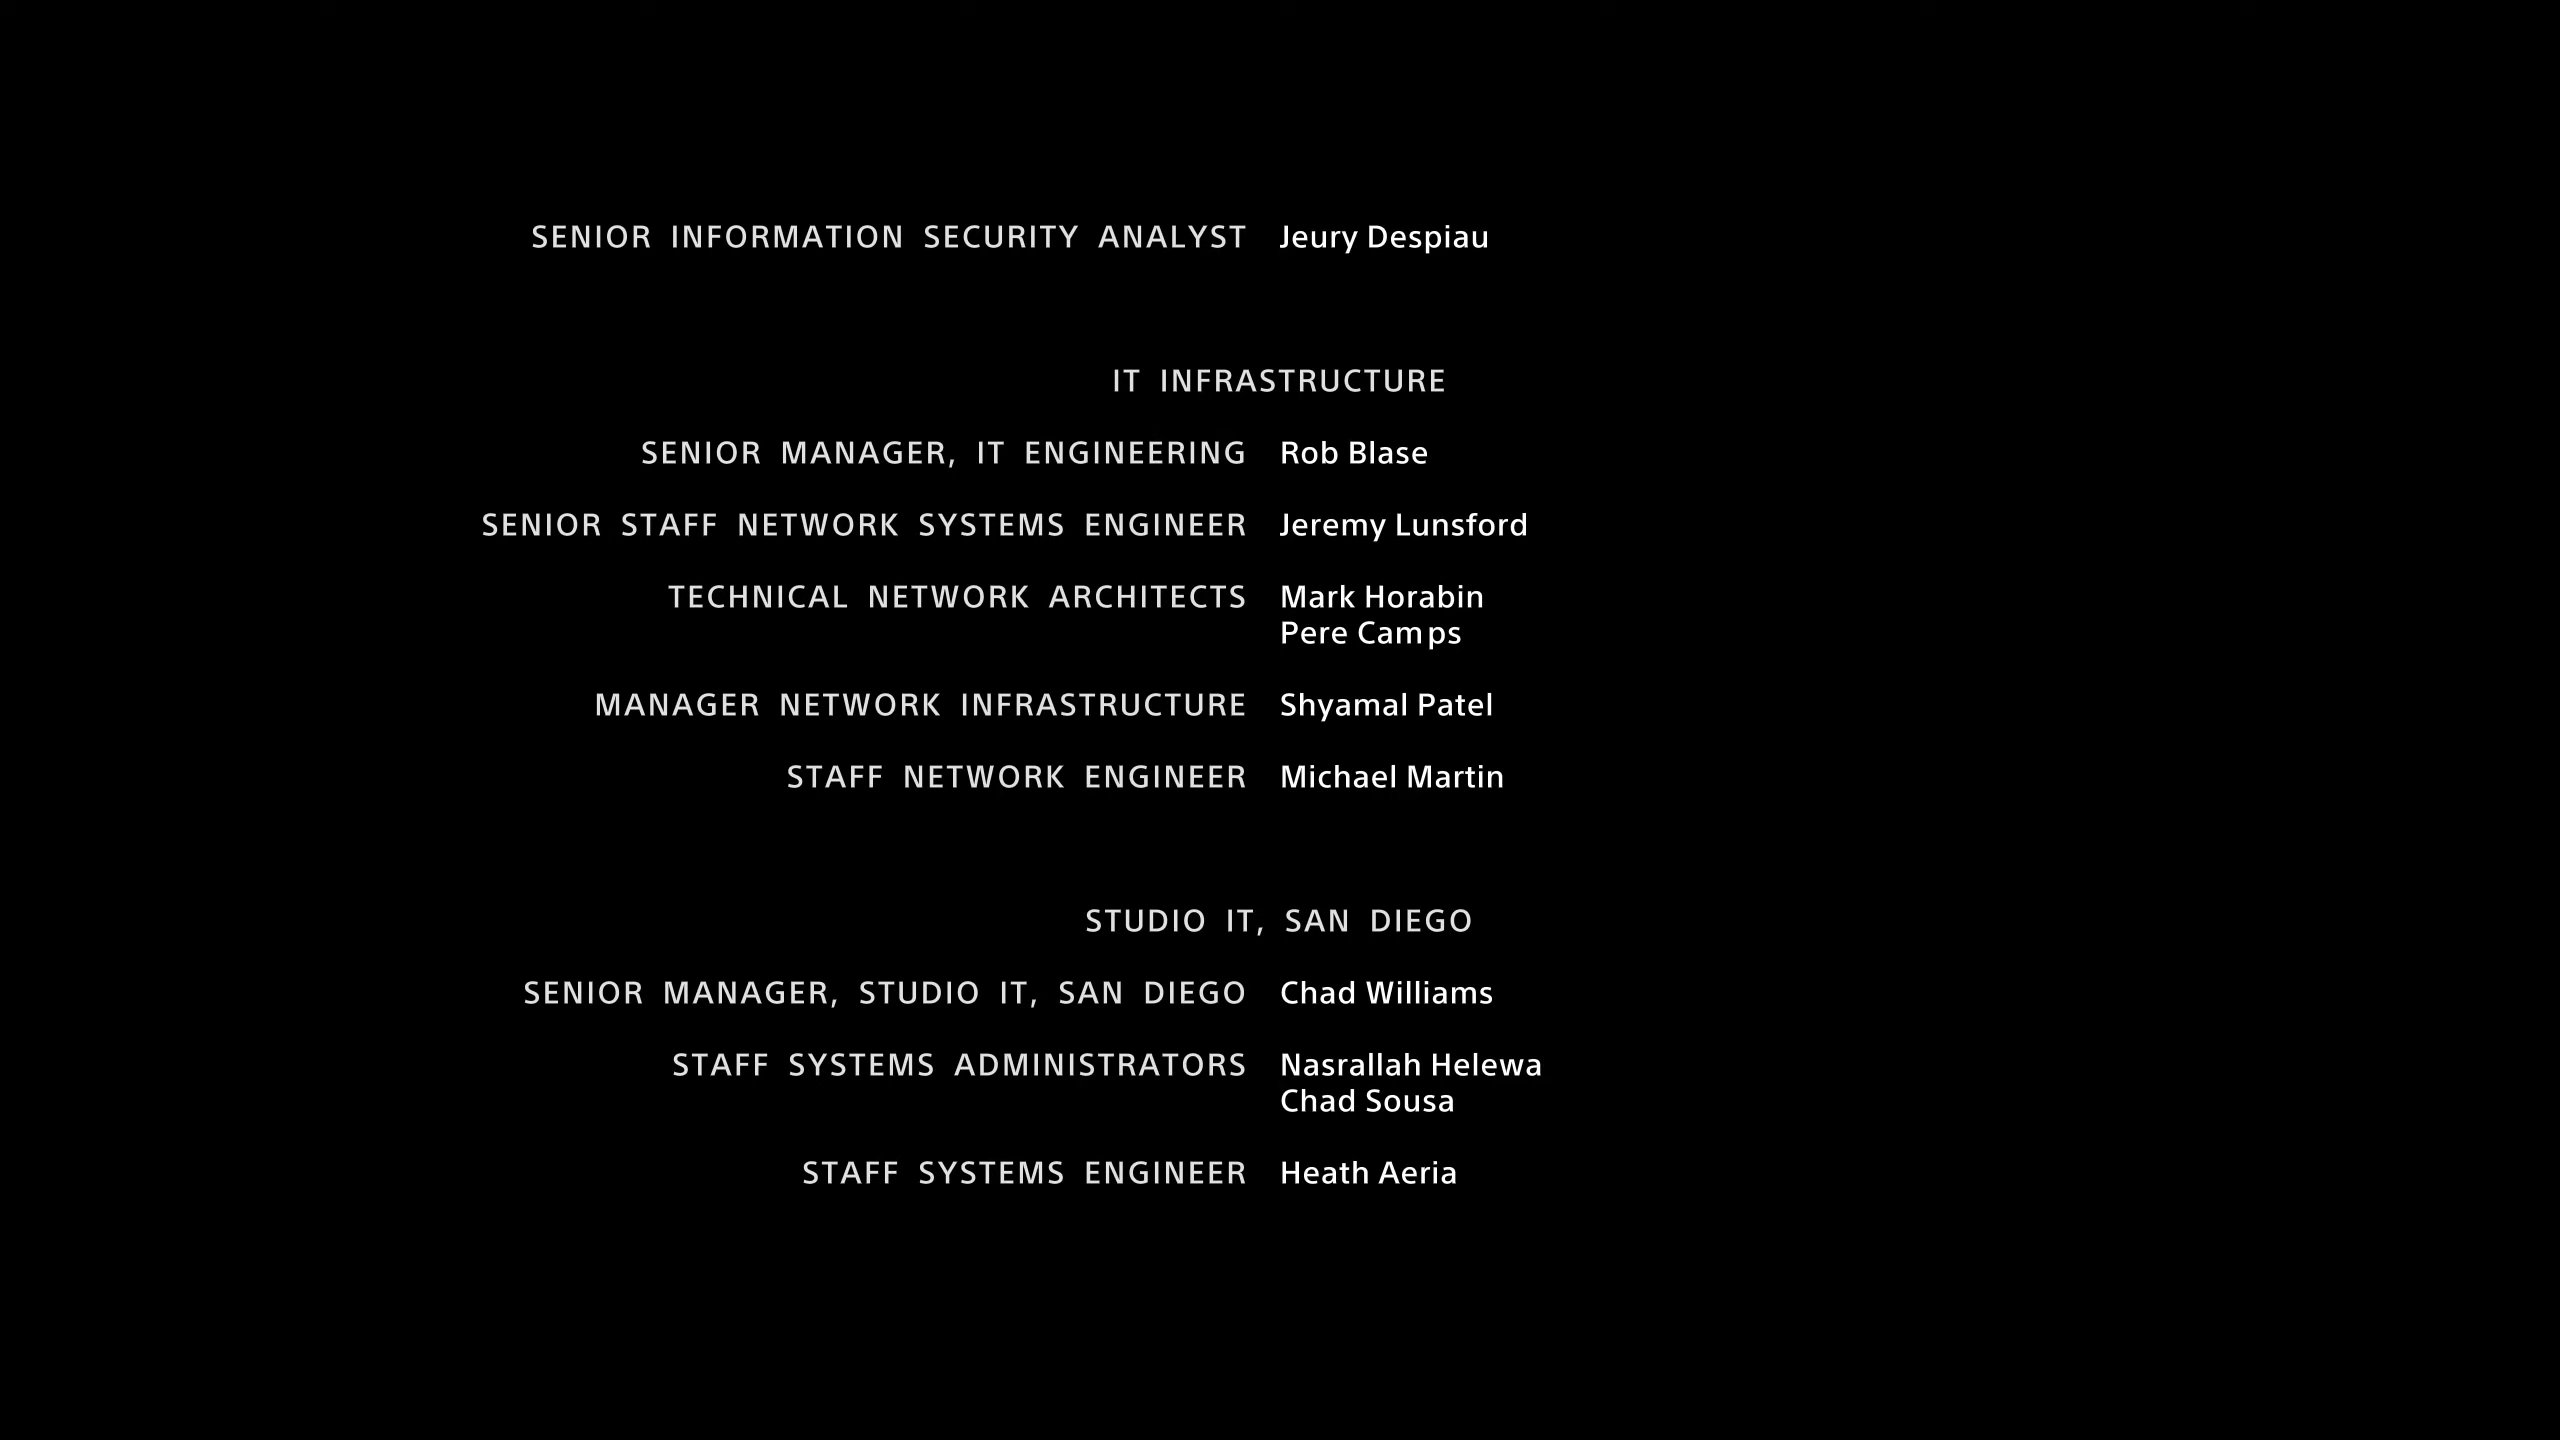 SENIOR INFORMATION SECURITY ANALYST Jeury Despiau
IT INFRASTRUCTURE
SENIOR MANAGER, IT ENGINEERING Rob Blase
SENIOR STAFF NETWORK SYSTEMS ENGINEER Jeremy Lunsford
TECHNICAL NETWORK ARCHITECTS Mark Horabin
Pere Camps
MANAGER NETWORK INFRASTRUCTURE Shyamal Patel
STAFF NETWORK ENGINEER Michael Martin
STUDIO IT, SAN DIEGO
SENIOR MANAGER, STUDIO IT, SAN DIEGO Chad Williams
STAFF SYSTEMS ADMINISTRATORS Nasrallah Helewa
Chad Sousa
STAFF SYSTEMS ENGINEER Heath Aeria